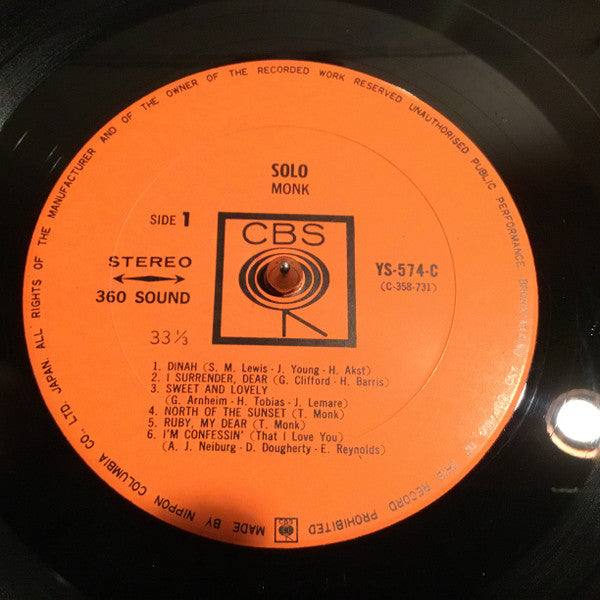 SOLO
MONK
SIDE 1
CBS
STEREO
360 SOUND
33 1/3
YS-574-C
(C-358-731)
1. DINAH (S. M. Lewis - J. Young - H. Akst)
2. I SURRENDER, DEAR (G. Clifford - H. Barris)
3. SWEET AND LOVELY
(G. Arnheim - H. Tobias - J. Lemare)
4. NORTH OF THE SUNSET (T. Monk)
5. RUBY, MY DEAR (T. Monk)
6. I'M CONFESSIN' (That I Love You)
(A. J. Neiburg - D. Dougherty - E. Reynolds)
MADE BY NIPPON COLUMBIA CO., LTD. JAPAN. ALL RIGHTS OF THE MANUFACTURER AND OF THE OWNER OF THE RECORDED WORK RESERVED UNAUTHORISED PUBLIC PERFORMANCE RECORD PROHIBITED
CBS